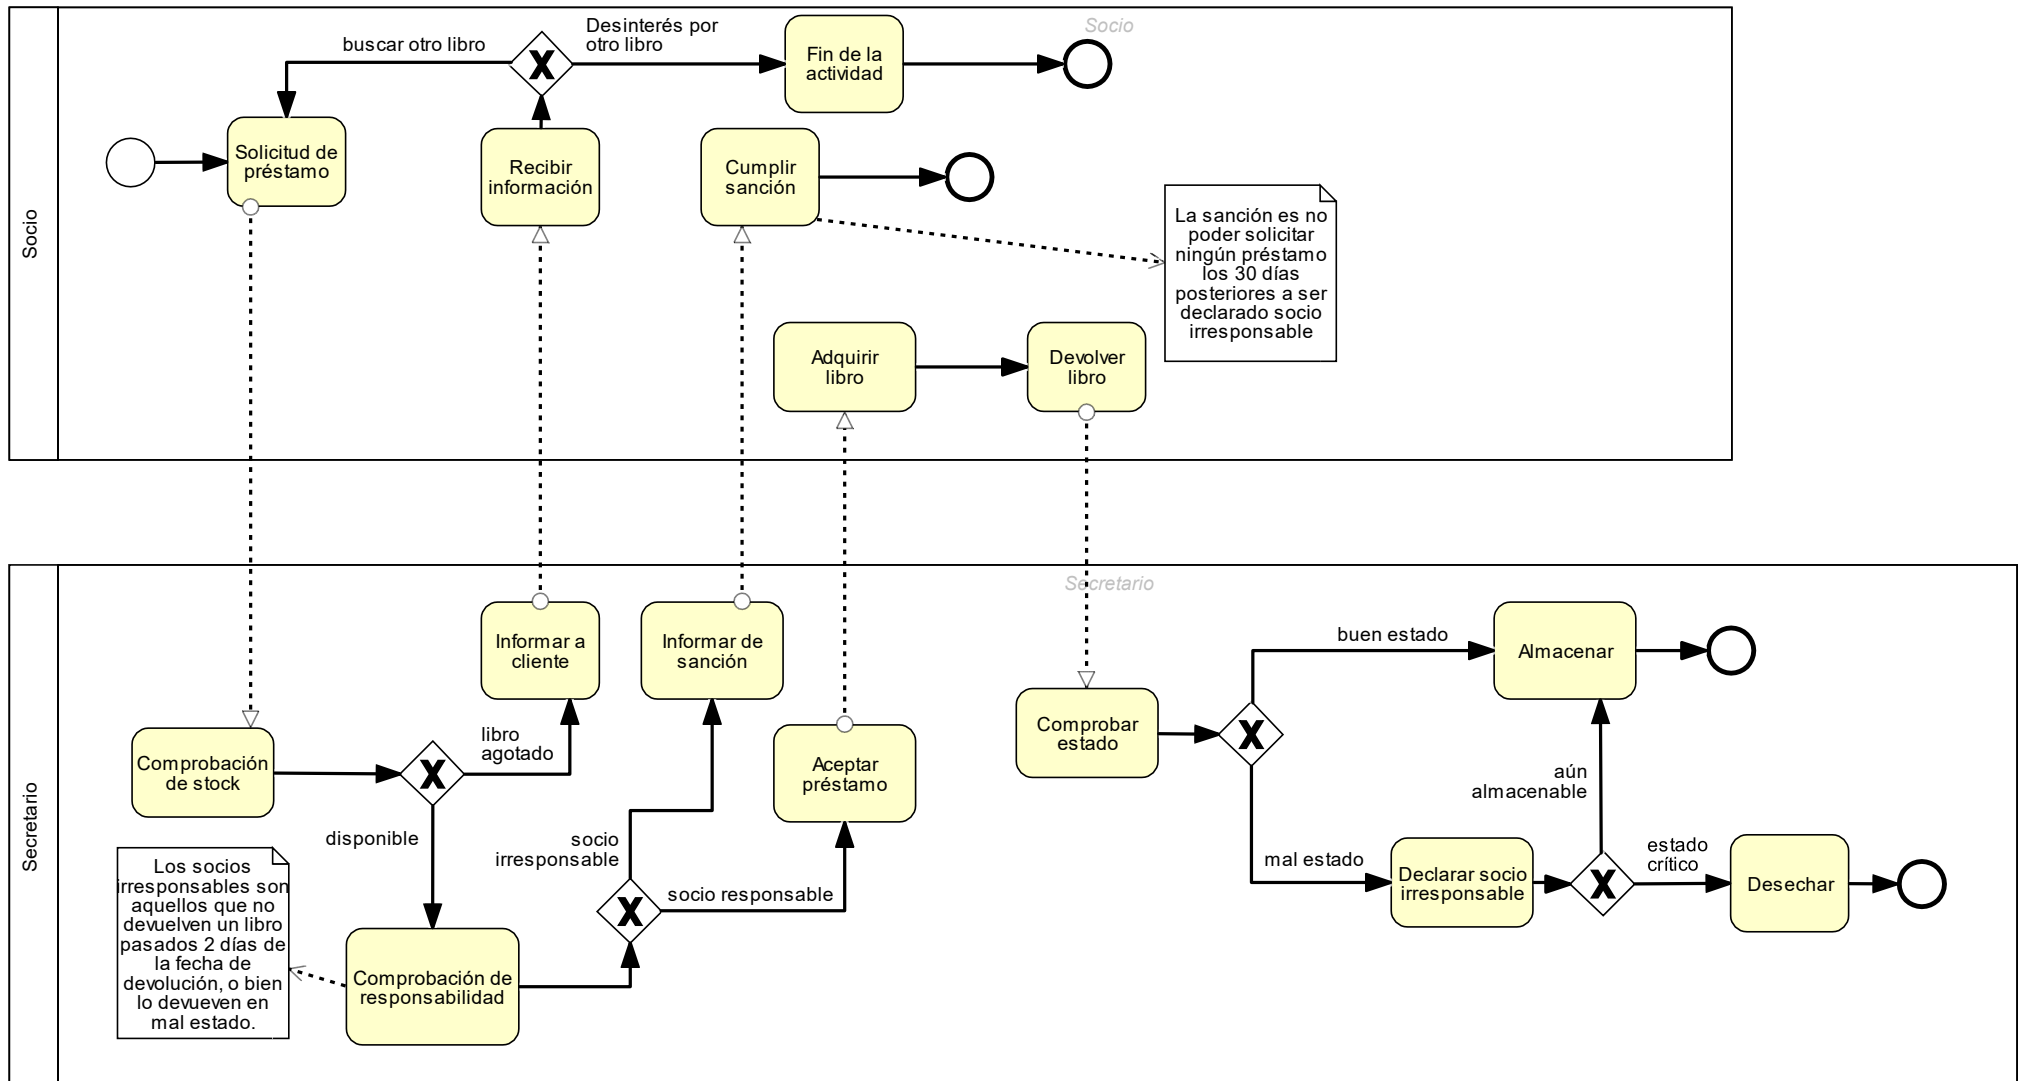 Socio
Socio
buscar otro libro
Desinterés por
otro libro
Fin de la
actividad
Solicitud de
préstamo
Recibir
información
Cumplir
sanción
La sanción es no
poder solicitar
ningún préstamo
los 30 días
posteriores a ser
declarado socio
irresponsable
Adquirir
libro
Devolver
libro
Secretario
Secretario
Informar a
cliente
Informar de
sanción
buen estado
Almacenar
Comprobar
estado
libro
agotado
Comprobación
de stock
Aceptar
préstamo
aún
almacenable
disponible
socio
irresponsable
socio responsable
mal estado
Declarar socio
irresponsable
estado
crítico
Desechar
Los socios
irresponsables son
aquellos que no
devuelven un libro
pasados 2 días de
la fecha de
devolución, o bien
lo devueven en
mal estado.
Comprobación de
responsabilidad